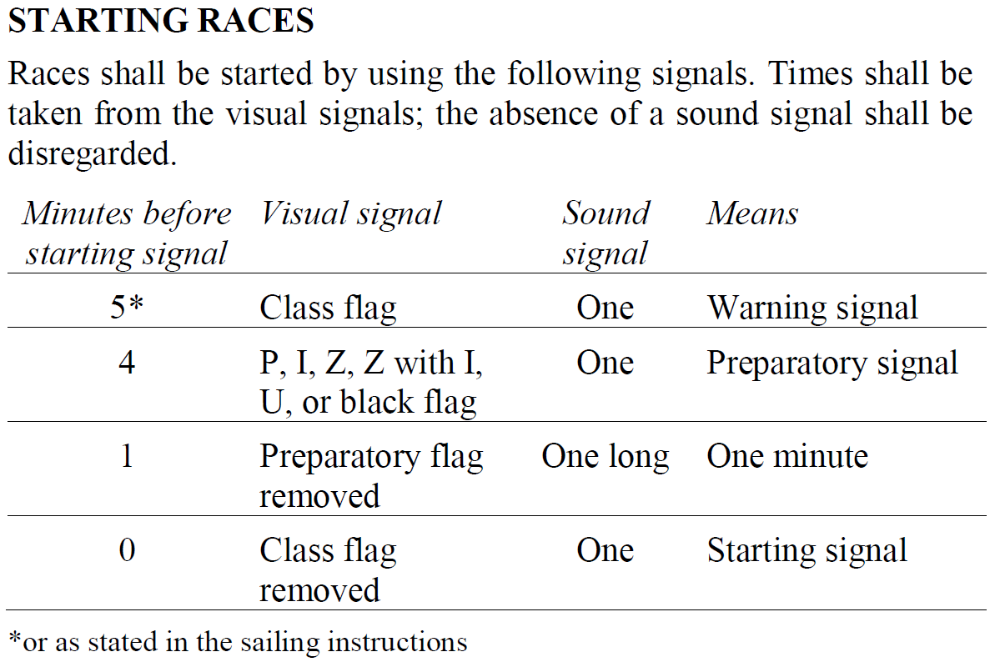 STARTING RACES
Races shall be started by using the following signals. Times shall be
taken from the visual signals; the absence of a sound signal shall be
disregarded.
Minutes before Visual signal Sound Means
starting signal signal
5* Class flag One Warning signal
4 P, I, Z, Z with I, One Preparatory signal
U, or black flag
1 Preparatory flag One long One minute
removed
0 Class flag One Starting signal
removed
*or as stated in the sailing instructions